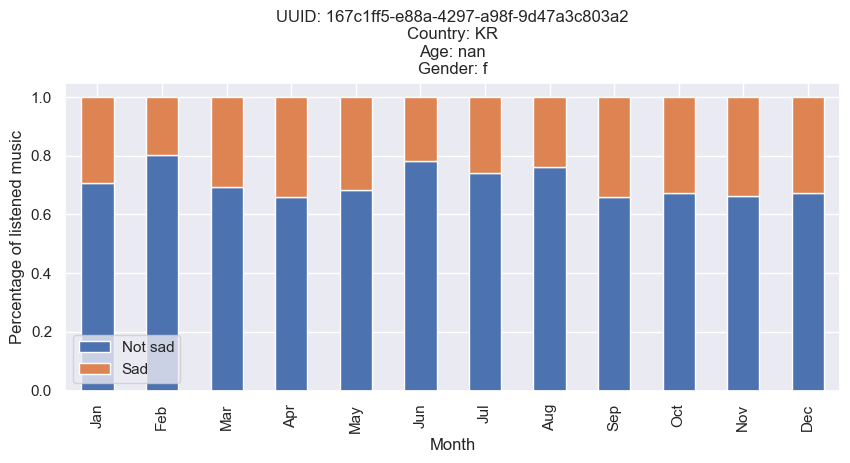 UUID: 167c1ff5-e88a-4297-a98f-9d47a3c803a2
Country: KR
Age: nan
Gender: f
Percentage of listened music
1.0
0.8
0.6
0.4
0.2
0.0
Not sad
Sad
Jan
Feb
Mar
Apr
May
Jun
Jul
Aug
Sep
Oct
Nov
Dec
Month